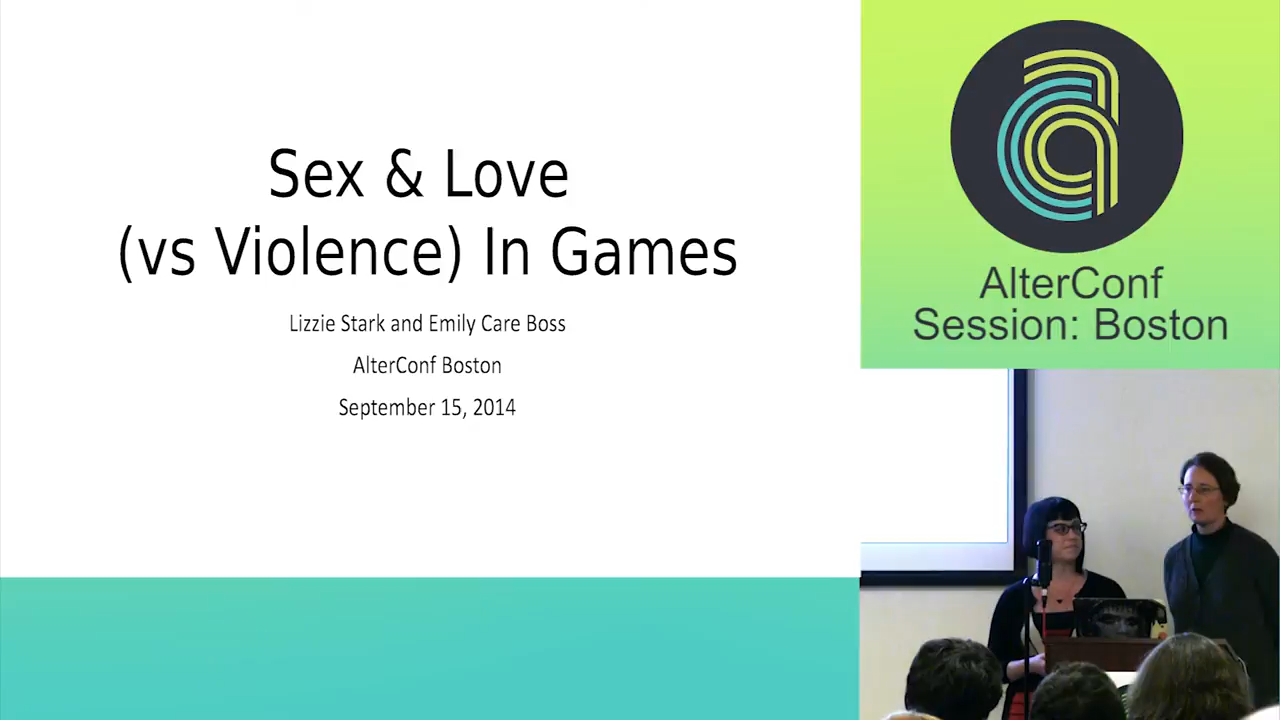 Sex & Love
(vs Violence) In Games
Lizzie Stark and Emily Care Boss
AlterConf Boston
September 15, 2014
AlterConf
Session: Boston